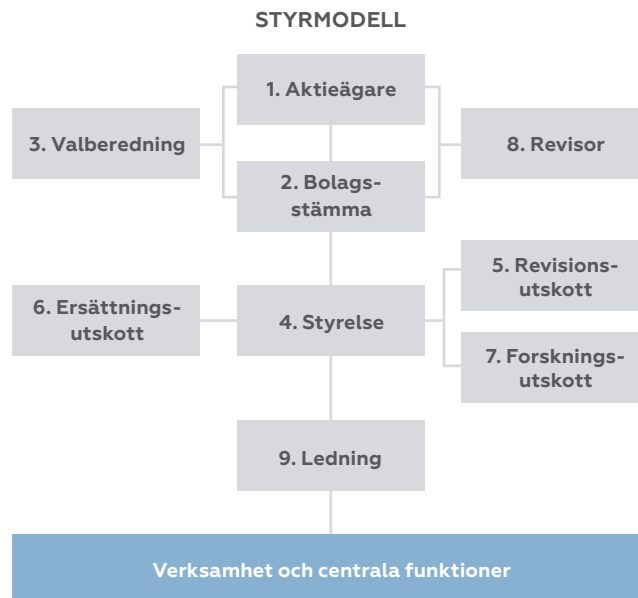 STYRMODELL
1. Aktieägare
3. Valberedning
8. Revisor
2. Bolags-
stämma
5. Revisions-
utskott
6. Ersättnings-
utskott
4. Styrelse
7. Forsknings-
utskott
9. Ledning
Verksamhet och centrala funktioner